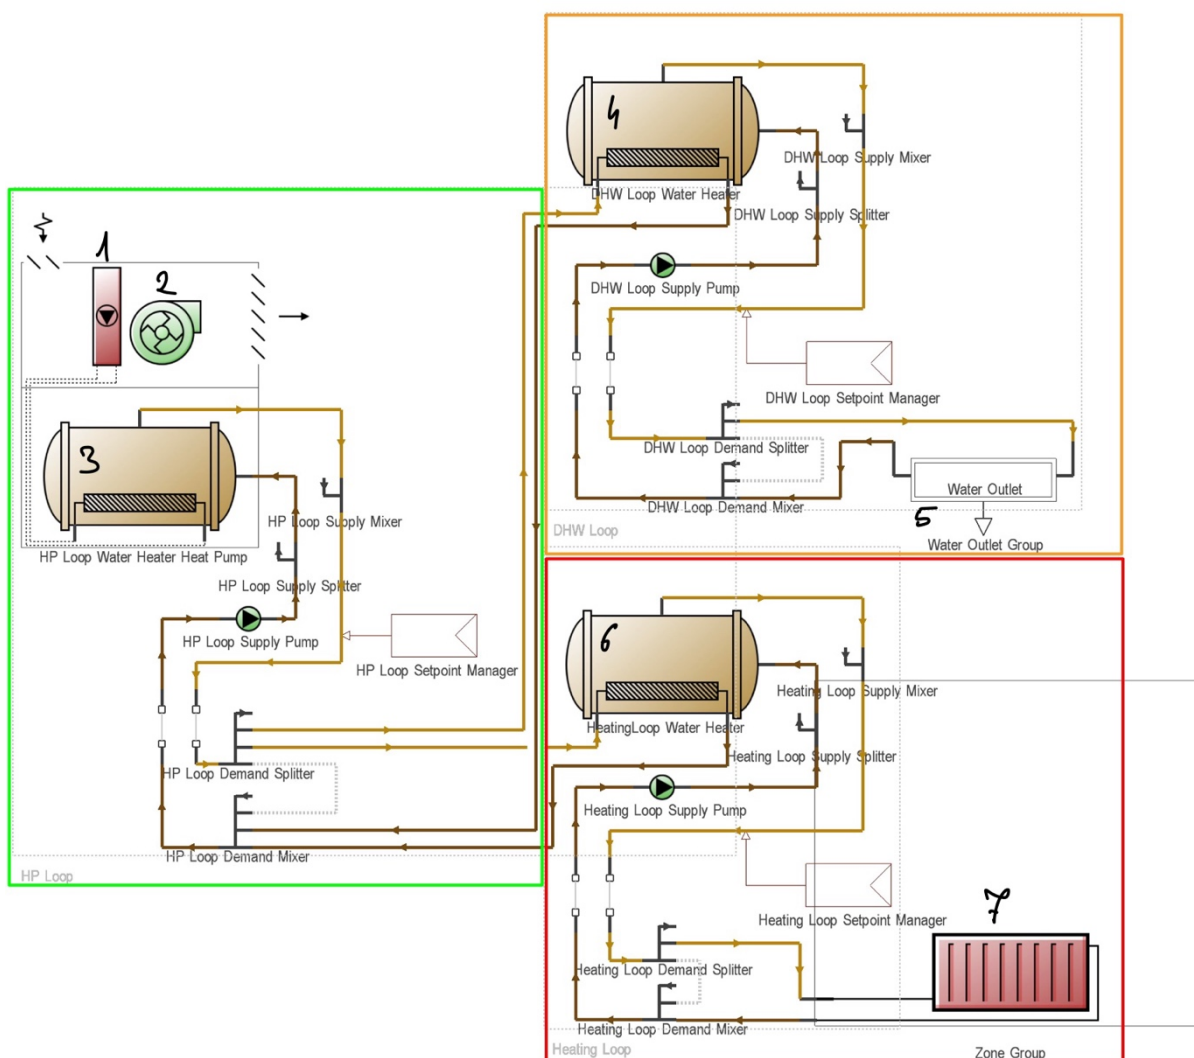 4
DHW Loop Supply Mixer
DHW Loop Water Heater
DHW Loop Supply Splitter
1
2
DHW Loop Supply Pump
DHW Loop Setpoint Manager
3
DHW Loop Demand Splitter
Water Outlet
DHW Loop Demand Mixer
5
HP Loop Supply Mixer
DHW Loop
Water Outlet Group
HP Loop Water Heater Heat Pump
HP Loop Supply Splitter
HP Loop Supply Pump
6
HP Loop Setpoint Manager
Heating Loop Supply Mixer
HeatingLoop Water Heater
Heating Loop Supply Splitter
HP Loop Demand Splitter
Heating Loop Supply Pump
HP Loop Demand Mixer
HP Loop
7
Heating Loop Setpoint Manager
Heating Loop Demand Splitter
Heating Loop Demand Mixer
Heating Loop
Zone Group